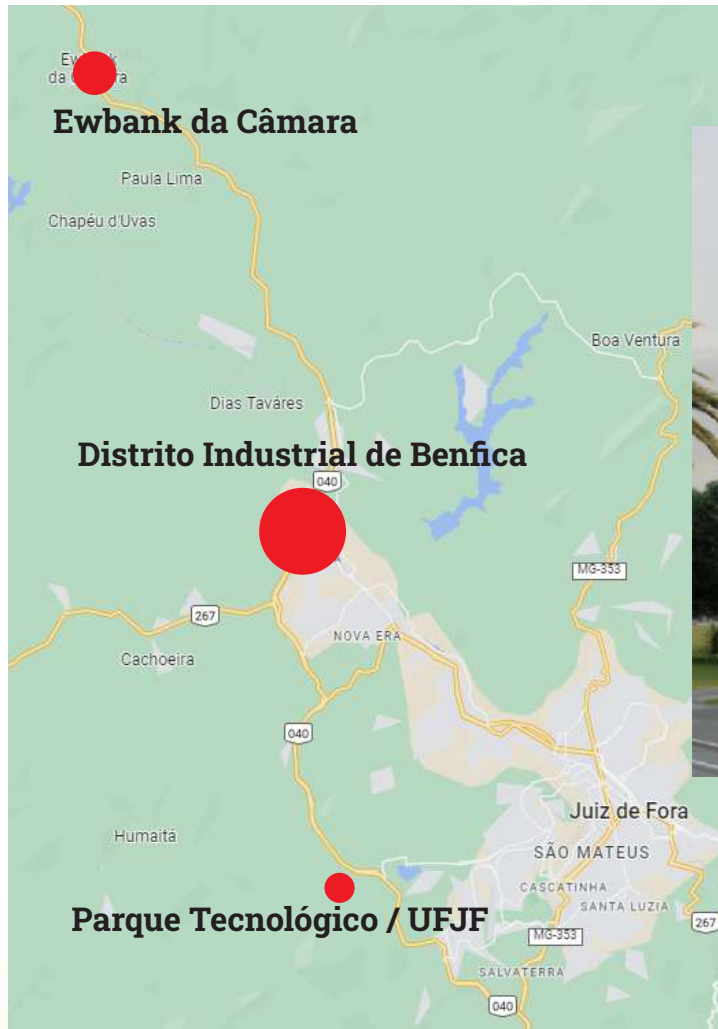 Ewbank da Câmara
Paula Lima
Chapéu d'Uvas
Boa Ventura
Dias Taváres
Distrito Industrial de Benfica
040
MG-353
267
NOVA ERA
Cachoeira
040
Juiz de Fora
Humaitá
SÃO MATEUS
CASCATINHA
SANTA LUZIA
Parque Tecnológico / UFJF
267
MG-353
SALVATERRA
040